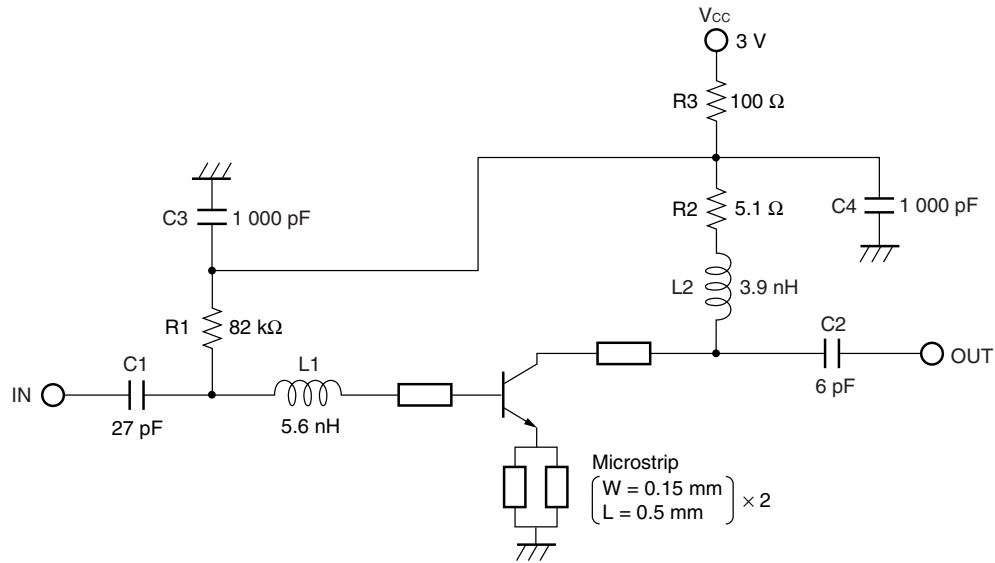 VCC
3 V
R3
100 Ω
C3
1 000 pF
R2
5.1 Ω
C4
1 000 pF
L2
3.9 nH
R1
82 kΩ
C1
27 pF
L1
5.6 nH
C2
6 pF
IN
OUT
Microstrip
W = 0.15 mm
L = 0.5 mm
× 2